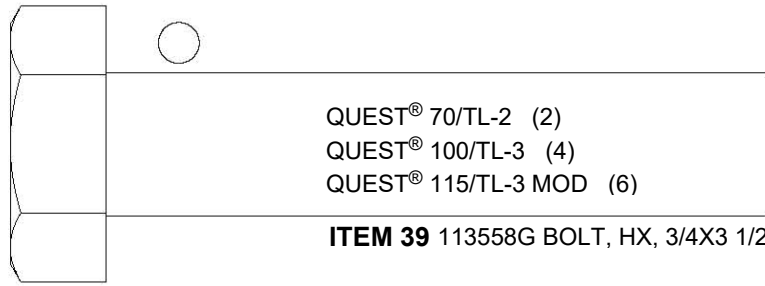 QUEST® 70/TL-2 (2)
QUEST® 100/TL-3 (4)
QUEST® 115/TL-3 MOD (6)
ITEM 39 113558G BOLT, HX, 3/4X3 1/2